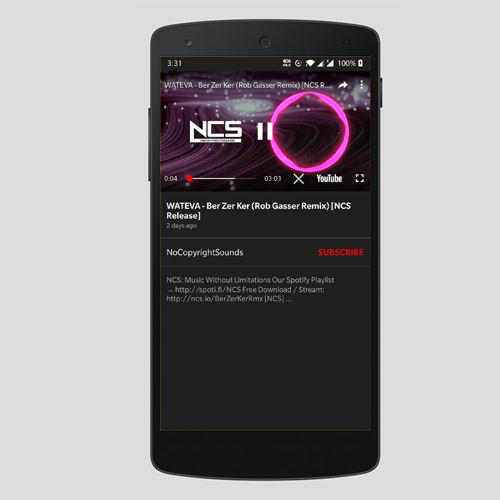 3:31
406
KB/S
100%
WATEVA - Ber Zer Ker (Rob Gasser Remix) [NCS R...
NCS
NOCOPYRIGHTSOUNDS
0:04
03:03
YouTube
WATEVA - Ber Zer Ker (Rob Gasser Remix) [NCS
Release]
2 days ago
NoCopyrightSounds
SUBSCRIBE
NCS: Music Without Limitations Our Spotify Playlist
→ http://spoti.fi/NCS Free Download / Stream:
http://ncs.io/BerZerKerRmx [NCS] ...